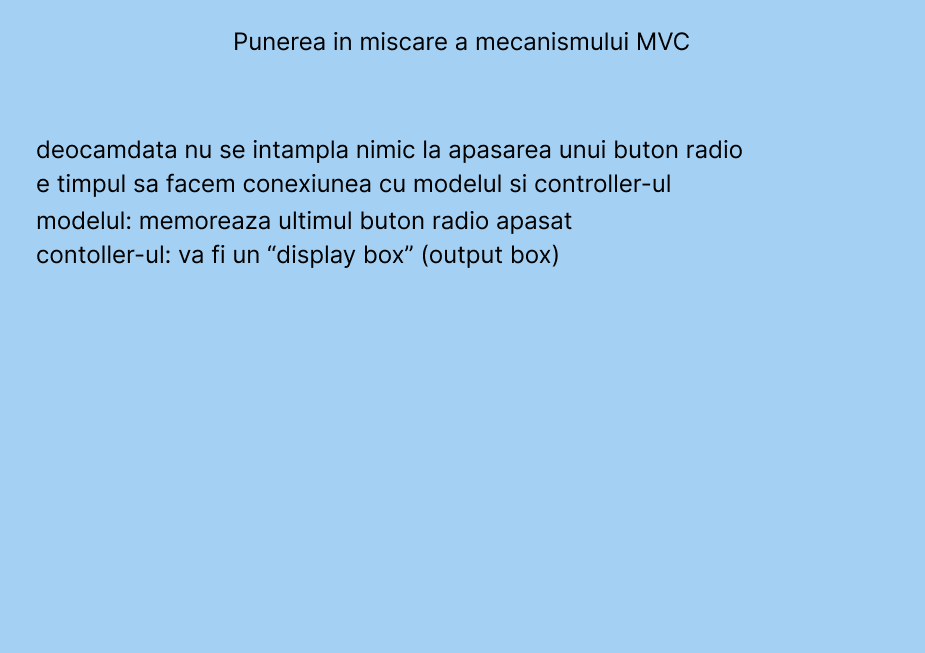 Punerea in miscare a mecanismului MVC
deocamdata nu se intampla nimic la apasarea unui buton radio
e timpul sa facem conexiunea cu modelul si controller-ul
modelul: memoreaza ultimul buton radio apasat
contoller-ul: va fi un “display box” (output box)